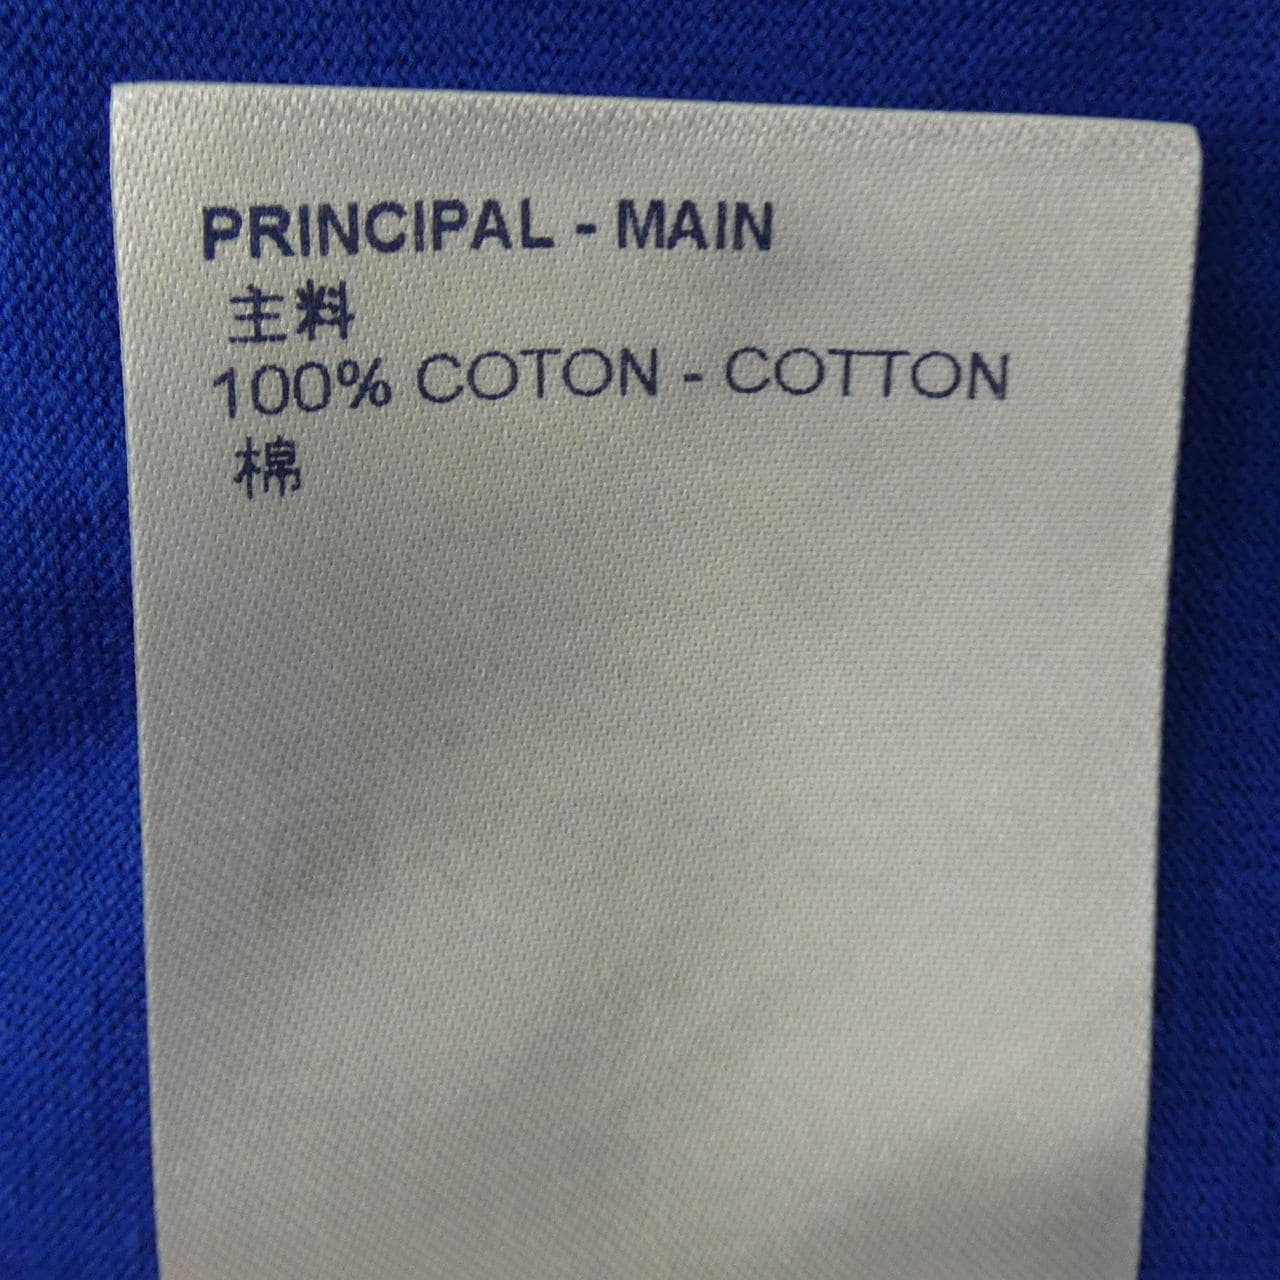 PRINCIPAL - MAIN
主料
100% COTON - COTTON
棉